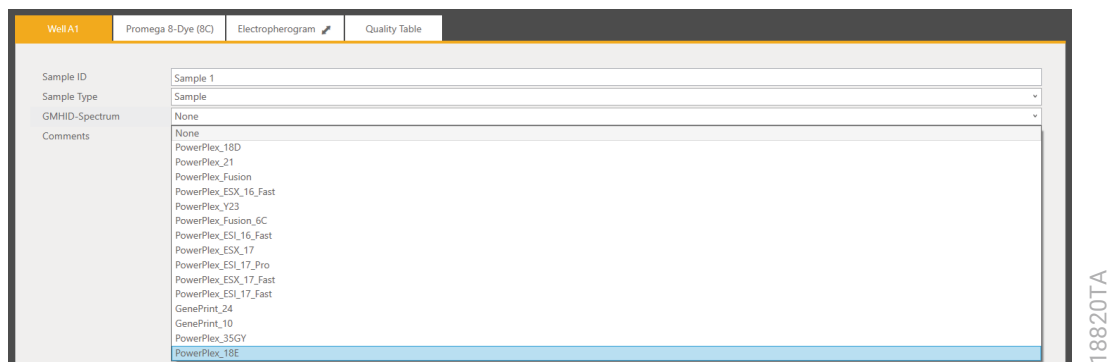 Well A1 Promega 8-Dye (8C) Electropherogram Quality Table
Sample ID Sample 1
Sample Type Sample
GMHID-Spectrum None
Comments None
PowerPlex_18D
PowerPlex_21
PowerPlex_Fusion
PowerPlex_ESX_16_Fast
PowerPlex_Y23
PowerPlex_Fusion_6C
PowerPlex_ESI_16_Fast
PowerPlex_ESX_17
PowerPlex_ESI_17_Pro
PowerPlex_ESX_17_Fast
PowerPlex_ESI_17_Fast
GenePrint_24
GenePrint_10
PowerPlex_35GY
PowerPlex_18E
18820TA